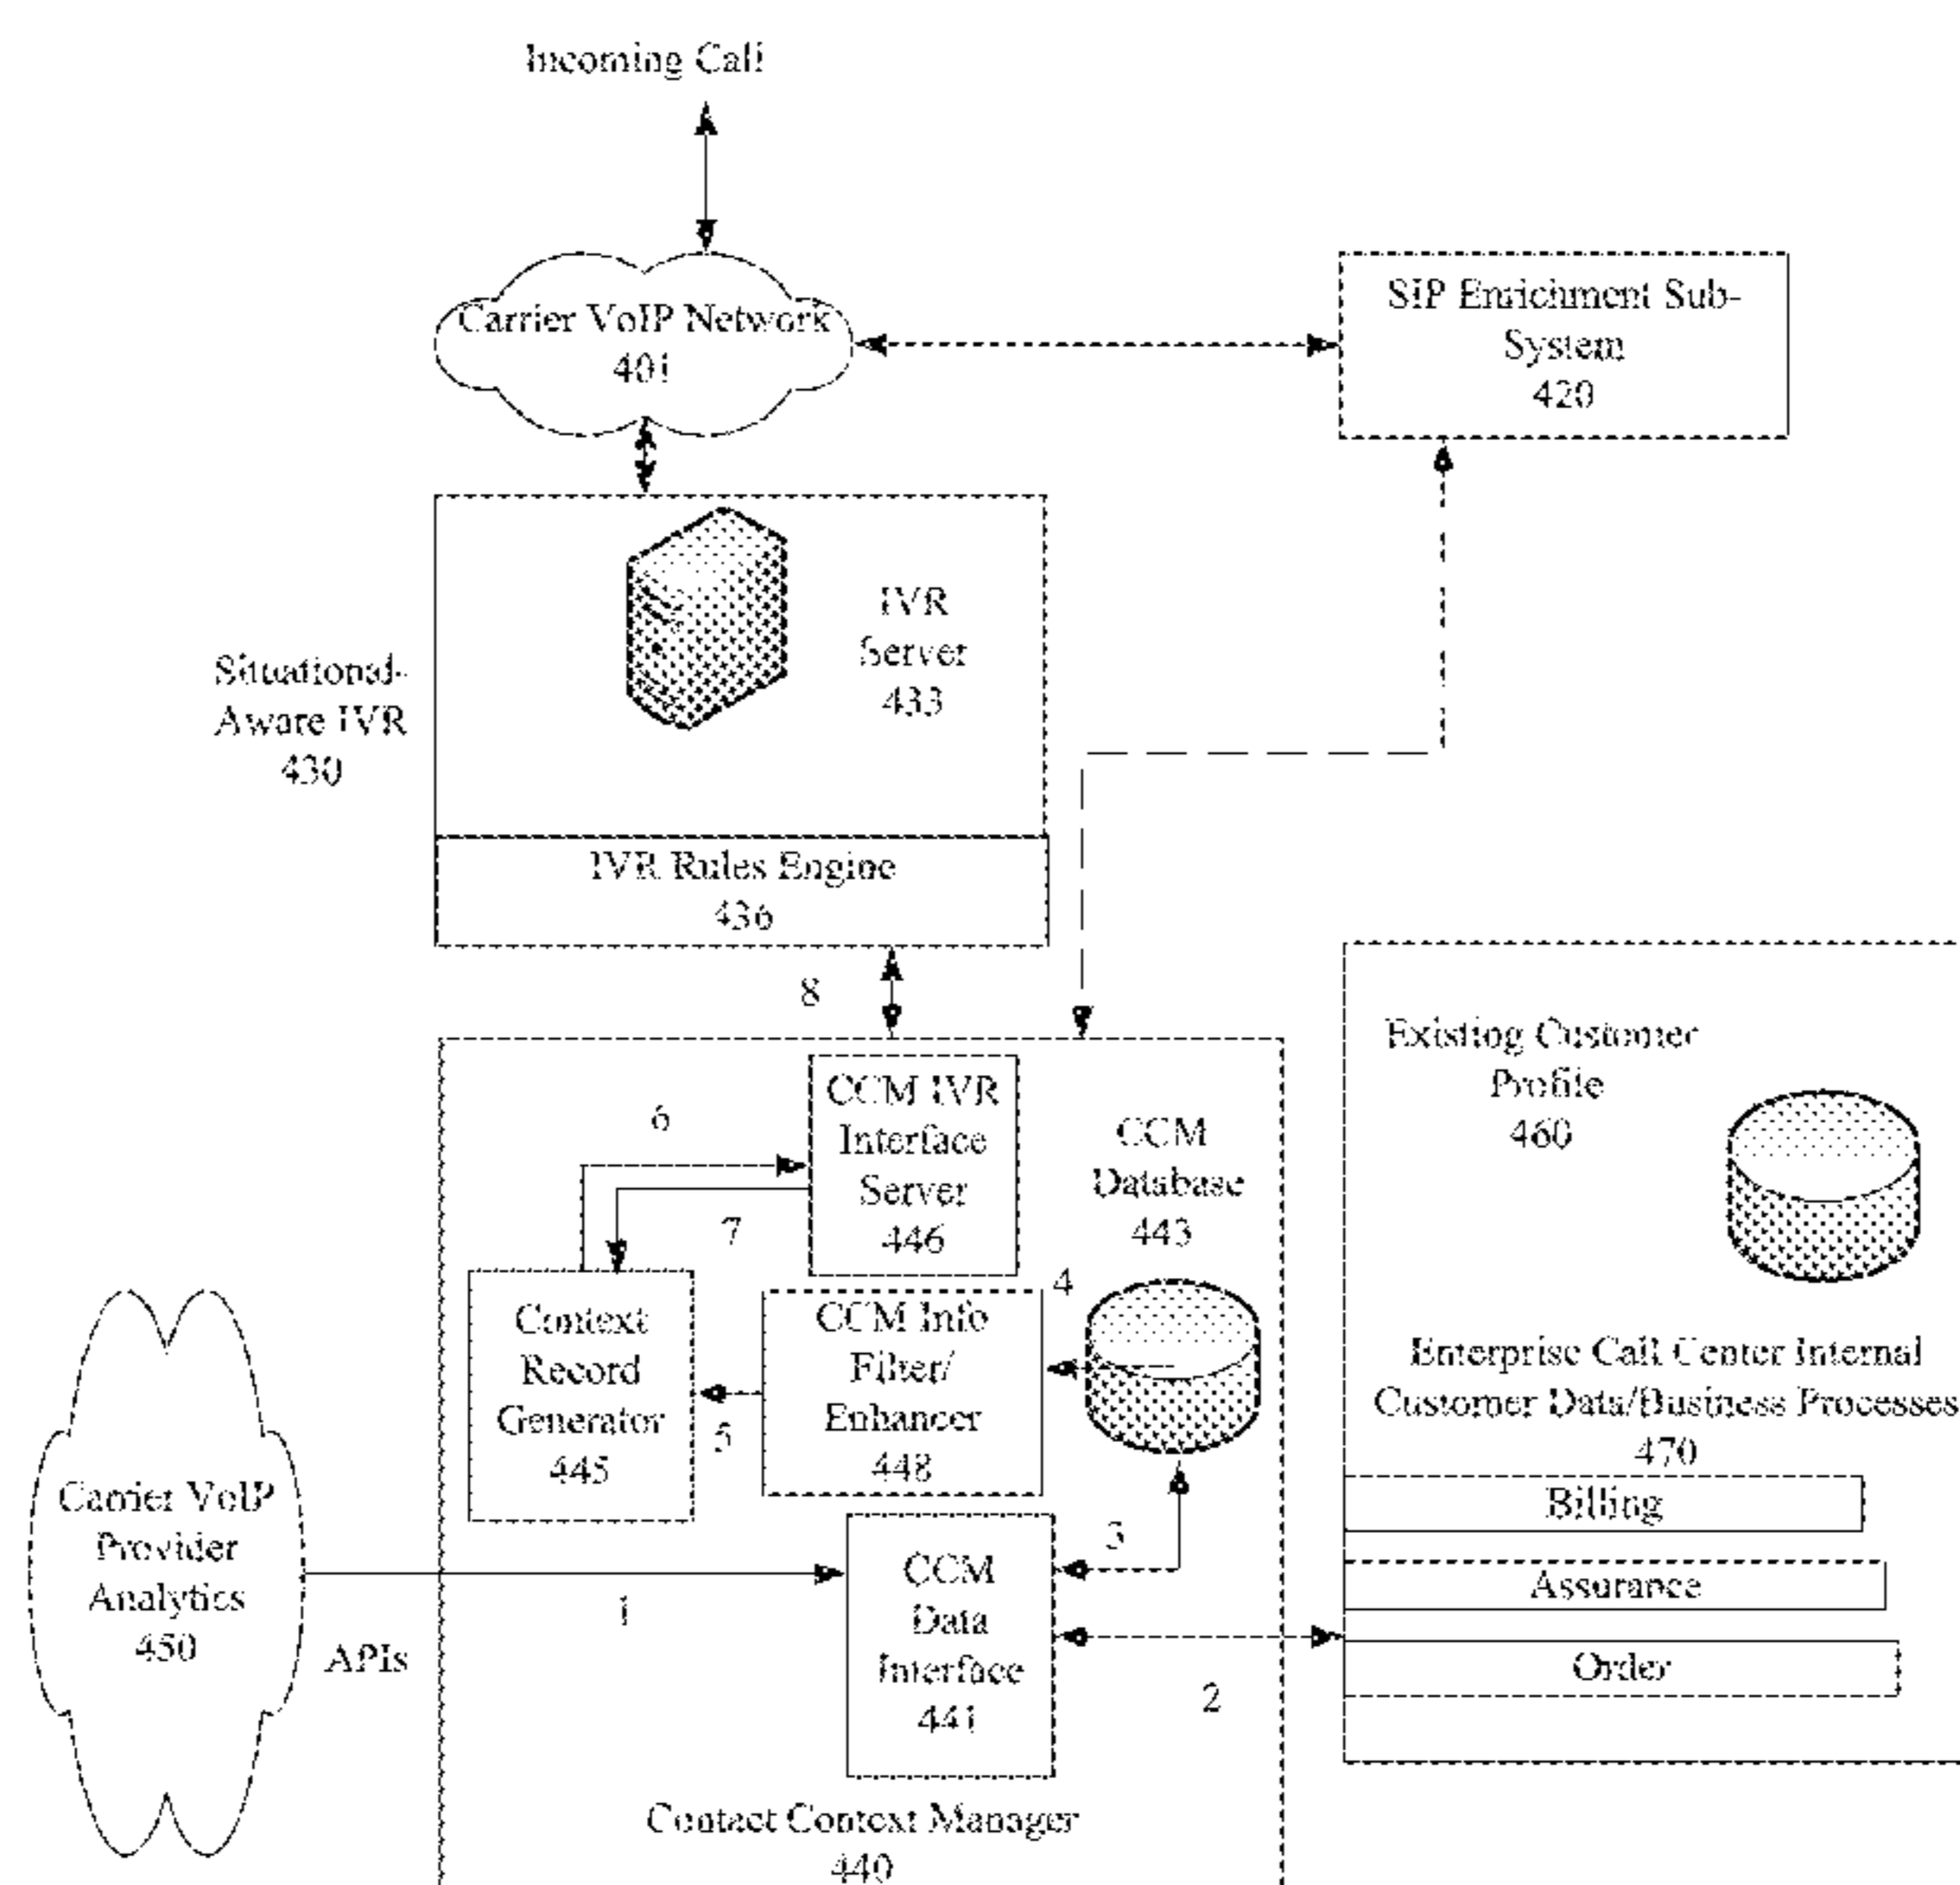 Incoming Call
Carrier VoIP Network
401
SIP Enrichment Sub-
System
420
IVR
Server
433
Situational-
Aware IVR
430
IVR Rules Engine
436
8
Existing Customer
Profile
460
CCM IVR
Interface
Server
446
6
7
CCM
Database
443
4
Context
Record
Generator
445
5
CCM Info
Filter/
Enhancer
448
Enterprise Call Center Internal
Customer Data/Business Processes
470
Billing
Assurance
Order
Carrier VoIP
Provider
Analytics
450
APIs
1
3
CCM
Data
Interface
441
2
Contact Context Manager
440